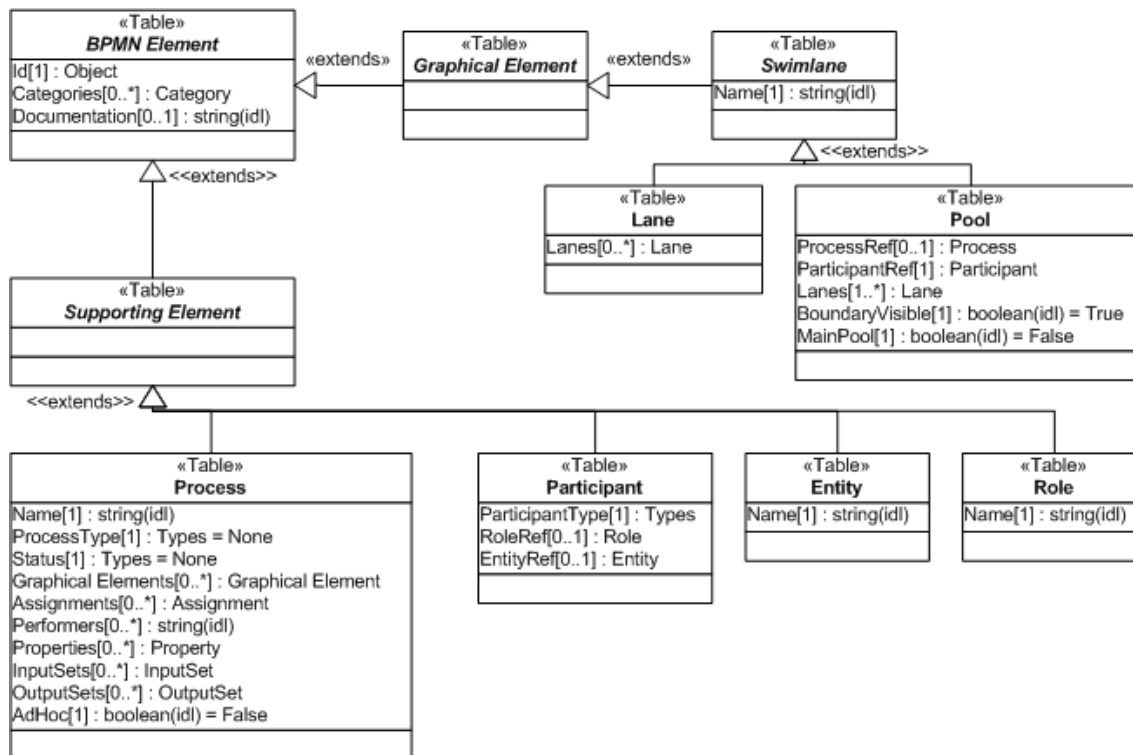 «Table»
BPMN Element
Id[1] : Object
Categories[0..*] : Category
Documentation[0..1] : string(idl)
«extends»
«Table»
Graphical Element
«extends»
«Table»
Swimlane
Name[1] : string(idl)
<<extends>>
<<extends>>
«Table»
Lane
Lanes[0..*] : Lane
«Table»
Pool
ProcessRef[0..1] : Process
ParticipantRef[1] : Participant
Lanes[1..*] : Lane
BoundaryVisible[1] : boolean(idl) = True
MainPool[1] : boolean(idl) = False
«Table»
Supporting Element
<<extends>>
«Table»
Process
Name[1] : string(idl)
ProcessType[1] : Types = None
Status[1] : Types = None
Graphical Elements[0..*] : Graphical Element
Assignments[0..*] : Assignment
Performers[0..*] : string(idl)
Properties[0..*] : Property
InputSets[0..*] : InputSet
OutputSets[0..*] : OutputSet
AdHoc[1] : boolean(idl) = False
«Table»
Participant
ParticipantType[1] : Types
RoleRef[0..1] : Role
EntityRef[0..1] : Entity
«Table»
Entity
Name[1] : string(idl)
«Table»
Role
Name[1] : string(idl)